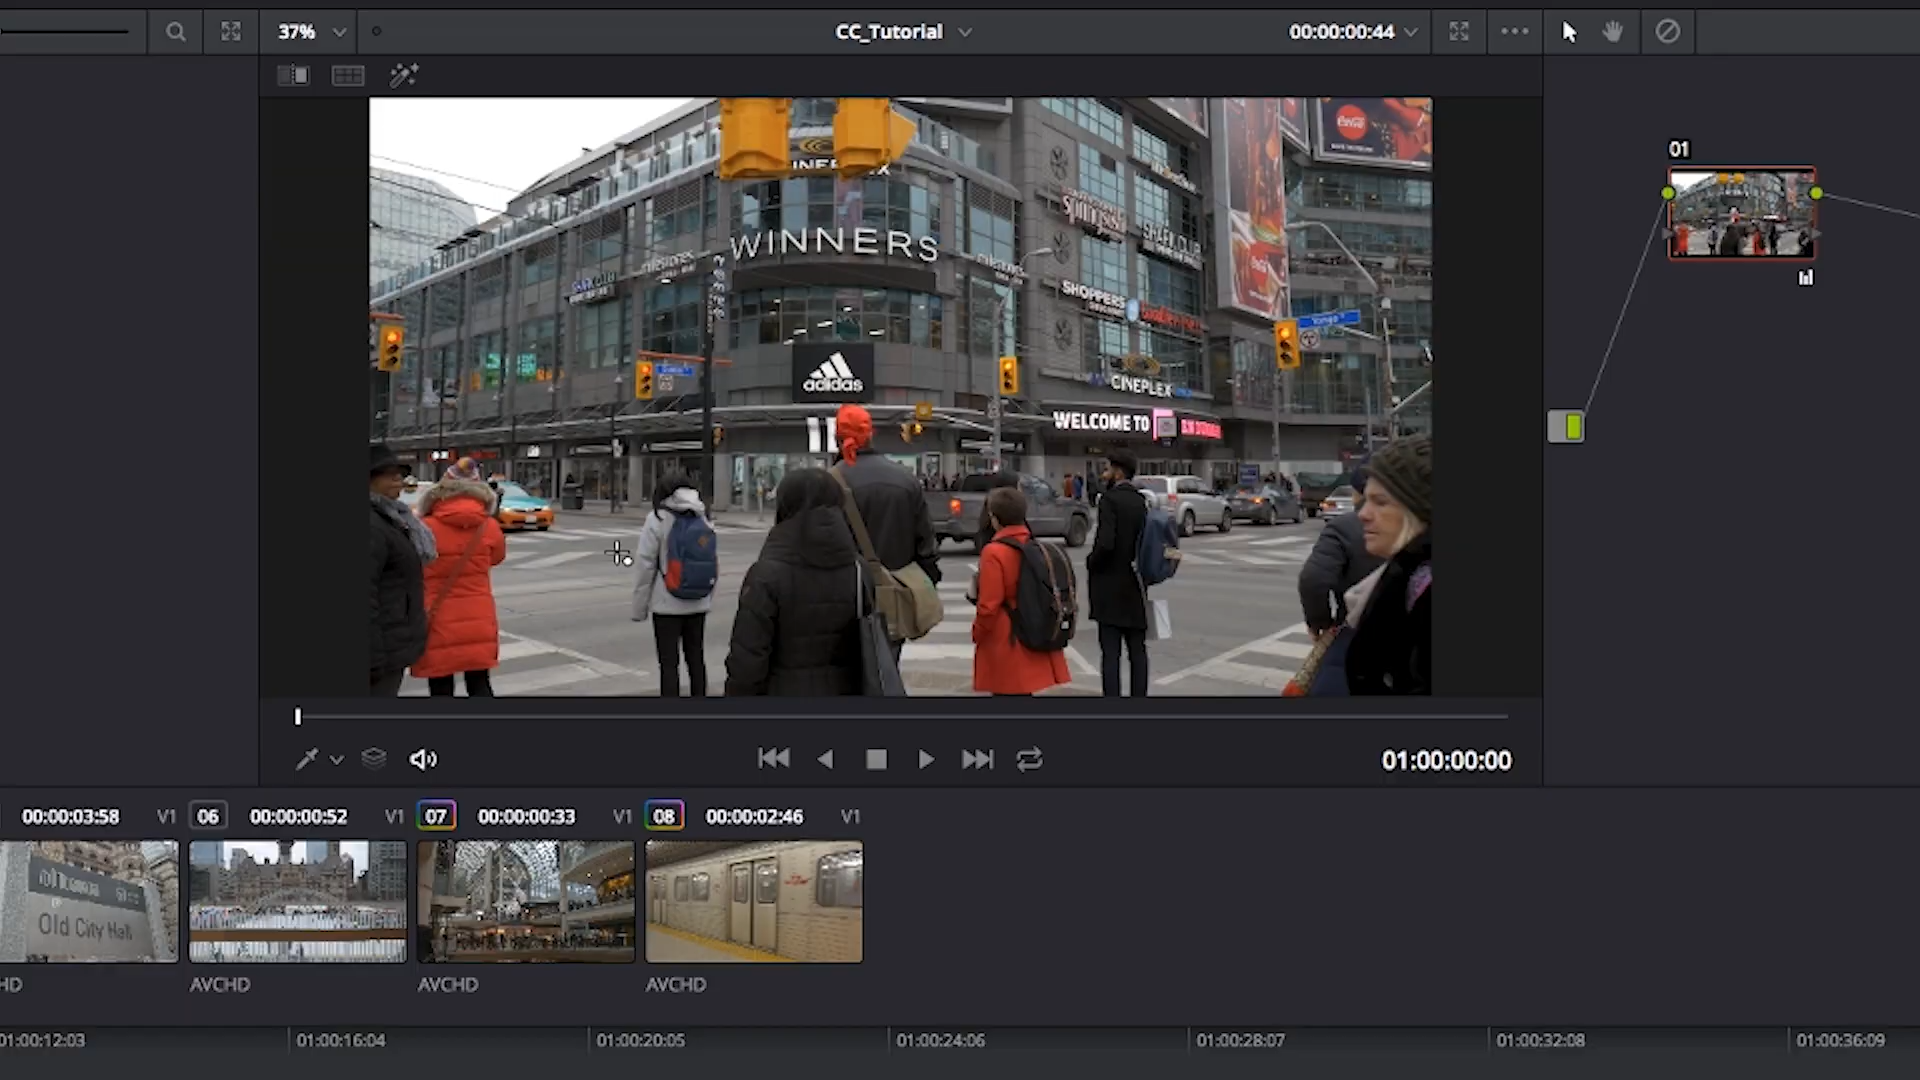 37%
CC_Tutorial
00:00:00:44
01
WINNERS
SHOPPERS
adidas
CINEPLEX
WELCOME TO
Yonge
01:00:00:00
00:00:03:58
V1
06
00:00:00:52
V1
07
00:00:00:33
V1
08
00:00:02:46
V1
Old City Hall
HD
AVCHD
AVCHD
AVCHD
01:00:12:03
01:00:16:04
01:00:20:05
01:00:24:06
01:00:28:07
01:00:32:08
01:00:36:09